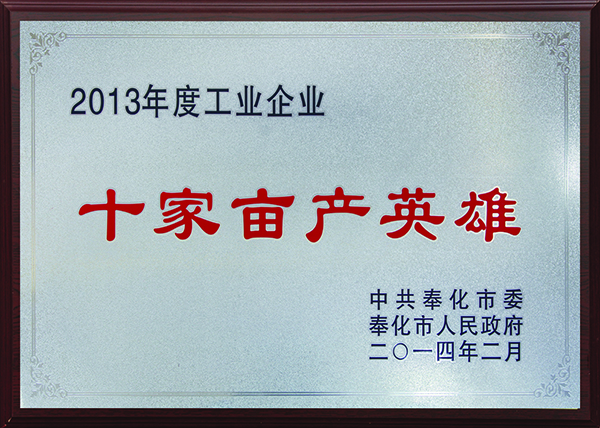 2013年度工业企业
十家亩产英雄
中共奉化市委
奉化市人民政府
二〇一四年二月